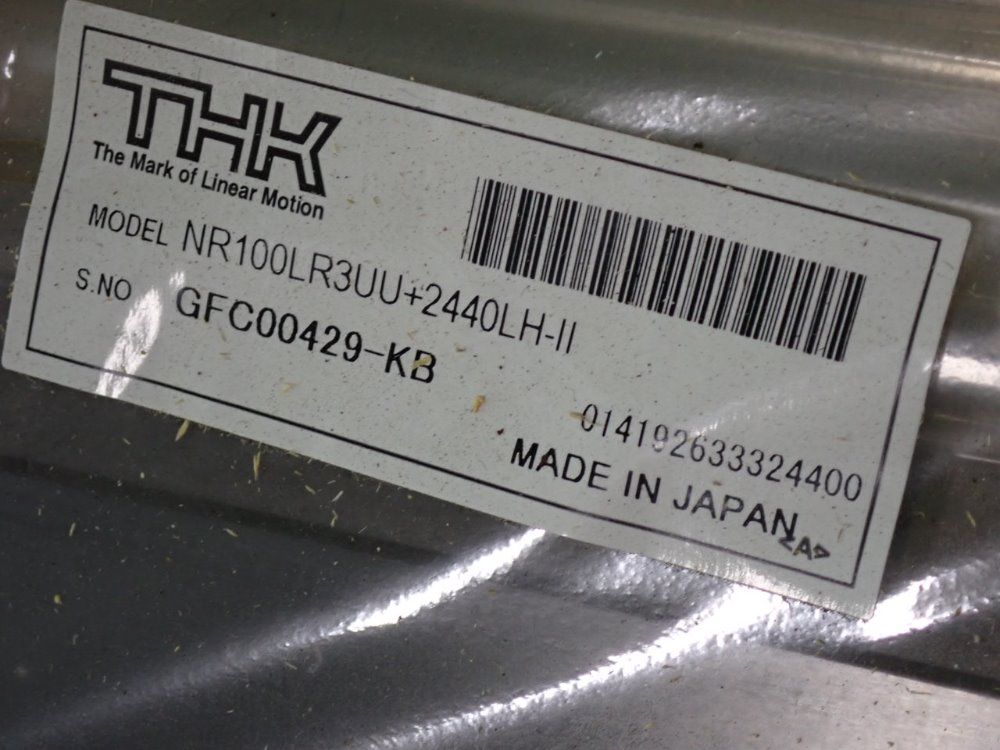 THK
The Mark of Linear Motion
MODEL NR100LR3UU+2440LH-II
S.NO GFC00429-KB
014192633324400
MADE IN JAPAN
<A>